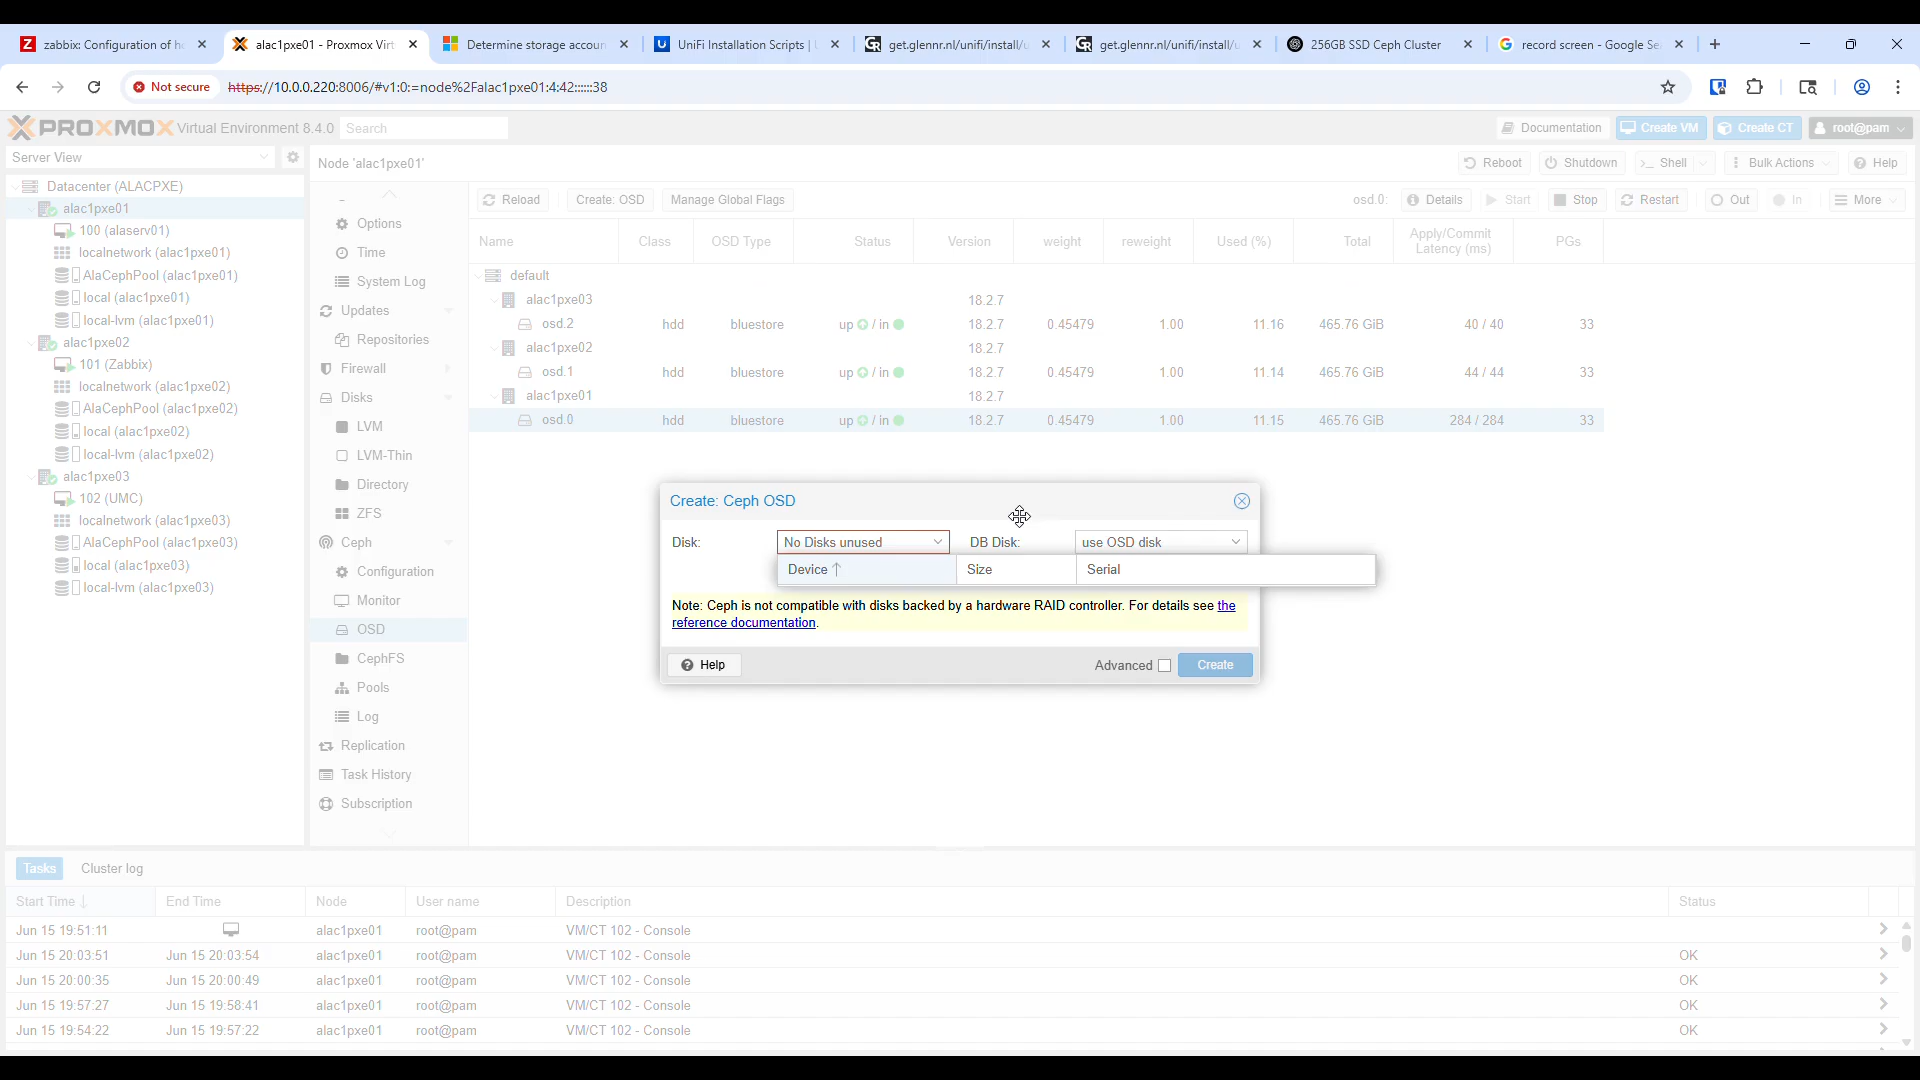 zabbix: Configuration of h
alac1pxe01 - Proxmox Virt
Determine storage accoun
UniFi Installation Scripts |
get.glennr.nl/unifi/install/
get.glennr.nl/unifi/install/
256GB SSD Ceph Cluster
record screen - Google Se
Not secure
https://10.0.0.220:8006/#v1:0:=node%2Falac1pxe01:4:42::::::38
PROXMOX Virtual Environment 8.4.0
Search
Documentation
Create VM
Create CT
root@pam
Server View
Node 'alac1pxe01'
Reboot
Shutdown
>_ Shell
Bulk Actions
Help
Datacenter (ALACPXE)
alac1pxe01
100 (alaserv01)
localnetwork (alac1pxe01)
AlaCephPool (alac1pxe01)
local (alac1pxe01)
local-lvm (alac1pxe01)
alac1pxe02
101 (Zabbix)
localnetwork (alac1pxe02)
AlaCephPool (alac1pxe02)
local (alac1pxe02)
local-lvm (alac1pxe02)
alac1pxe03
102 (UMC)
localnetwork (alac1pxe03)
AlaCephPool (alac1pxe03)
local (alac1pxe03)
local-lvm (alac1pxe03)
Options
Time
System Log
Updates
Repositories
Firewall
Disks
LVM
LVM-Thin
Directory
ZFS
Ceph
Configuration
Monitor
OSD
CephFS
Pools
Log
Replication
Task History
Subscription
Reload
Create: OSD
Manage Global Flags
osd.0:
Details
Start
Stop
Restart
Out
In
More
Name Class OSD Type Status Version weight reweight Used (%) Total Apply/Commit Latency (ms) PGs
default
alac1pxe03 18.2.7
osd.2 hdd bluestore up / in 18.2.7 0.45479 1.00 11.16 465.76 GiB 40 / 40 33
alac1pxe02 18.2.7
osd.1 hdd bluestore up / in 18.2.7 0.45479 1.00 11.14 465.76 GiB 44 / 44 33
alac1pxe01 18.2.7
osd.0 hdd bluestore up / in 18.2.7 0.45479 1.00 11.15 465.76 GiB 284 / 284 33
Create: Ceph OSD
Disk: No Disks unused DB Disk: use OSD disk
Device Size Serial
Note: Ceph is not compatible with disks backed by a hardware RAID controller. For details see the
reference documentation.
Help Advanced Create
Tasks Cluster log
Start Time End Time Node User name Description Status
Jun 15 19:51:11 alac1pxe01 root@pam VM/CT 102 - Console
Jun 15 20:03:51 Jun 15 20:03:54 alac1pxe01 root@pam VM/CT 102 - Console OK
Jun 15 20:00:35 Jun 15 20:00:49 alac1pxe01 root@pam VM/CT 102 - Console OK
Jun 15 19:57:27 Jun 15 19:58:41 alac1pxe01 root@pam VM/CT 102 - Console OK
Jun 15 19:54:22 Jun 15 19:57:22 alac1pxe01 root@pam VM/CT 102 - Console OK